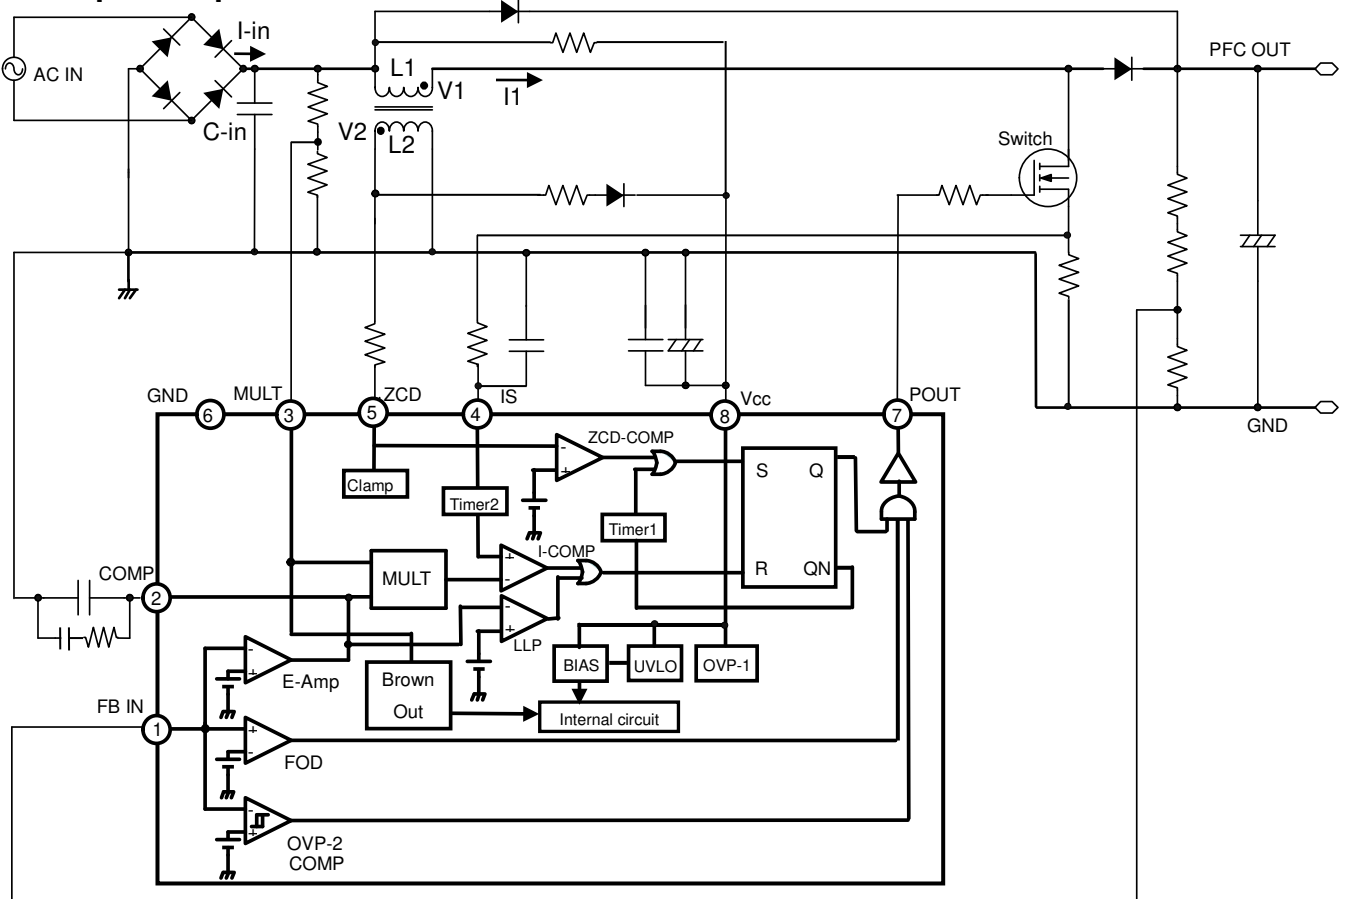 I-in
PFC OUT
AC IN
L1
V1
I1
C-in
V2
L2
Switch
GND
MULT
ZCD
IS
Vcc
POUT
6
3
5
4
8
7
GND
ZCD-COMP
-
+
S
Q
Clamp
Timer2
Timer1
I-COMP
+
-
R
QN
COMP
MULT
2
-
+
LLP
BIAS
UVLO
OVP-1
-
+
E-Amp
Brown
Out
FB IN
Internal circuit
1
+
-
FOD
-
+
OVP-2
COMP